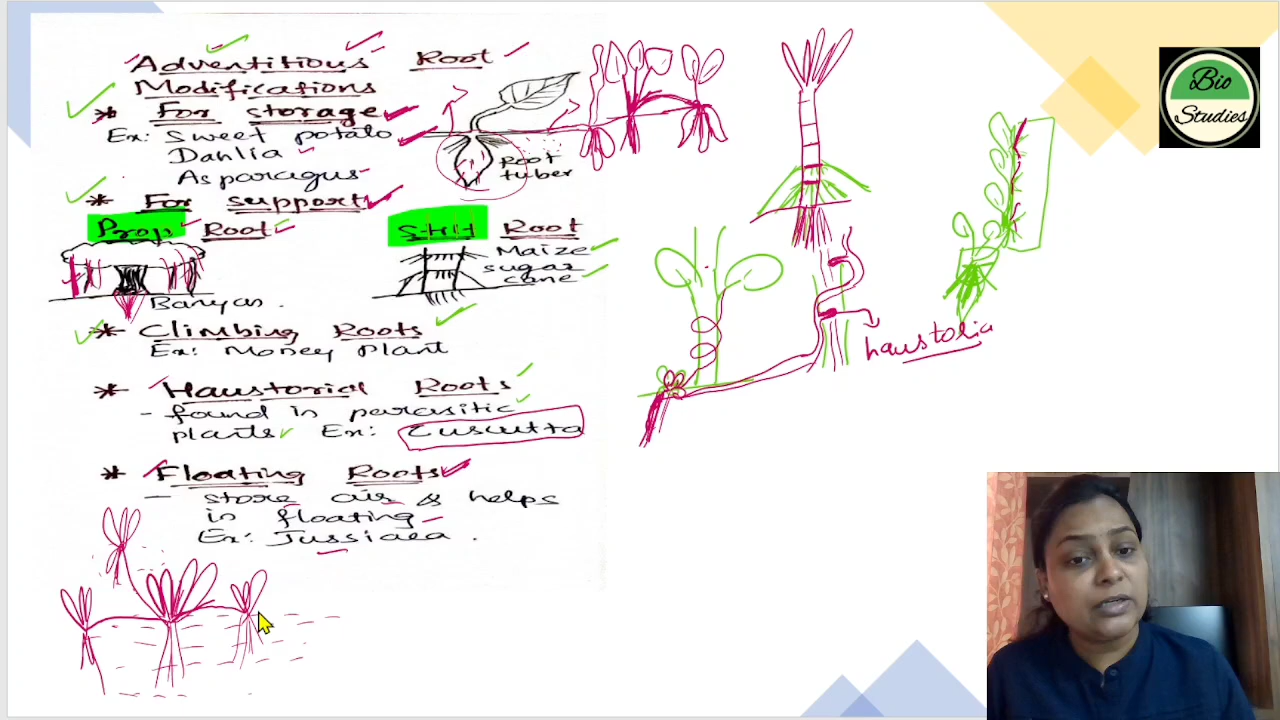 Adventitious Root
Modifications
* For storage
Ex: Sweet potato
Dahlia
Asparagus
Root
tuber
* For support
Prop Root
Stilt Root
Maize
sugar
cane
Banyan.
* Climbing Roots
Ex: Money Plant
* Haustorial Roots
- found in parasitic
plants Ex: Cuscutta
* Floating Roots
- store air & helps
in floating
Ex: Jussiaea.
haustoria
Bio
Studies